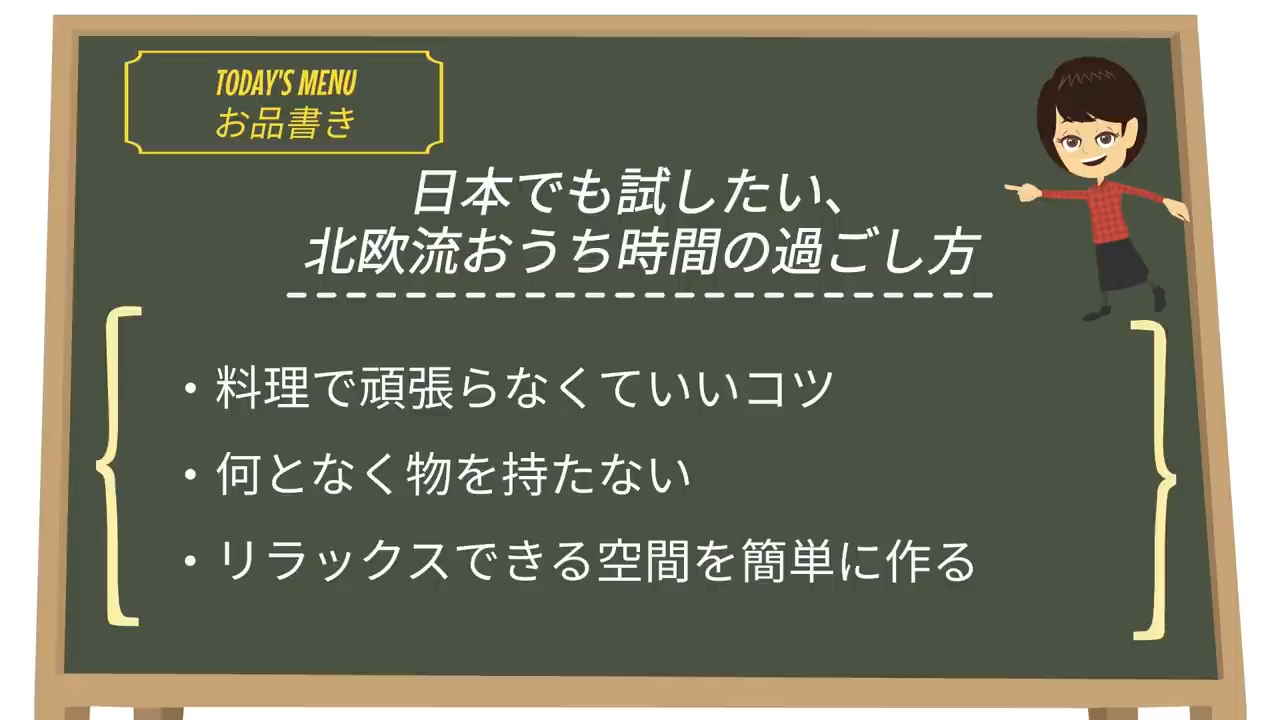 TODAY'S MENU
お品書き
日本でも試したい、
北欧流おうち時間の過ごし方
・料理で頑張らなくていいコツ
・何となく物を持たない
・リラックスできる空間を簡単に作る